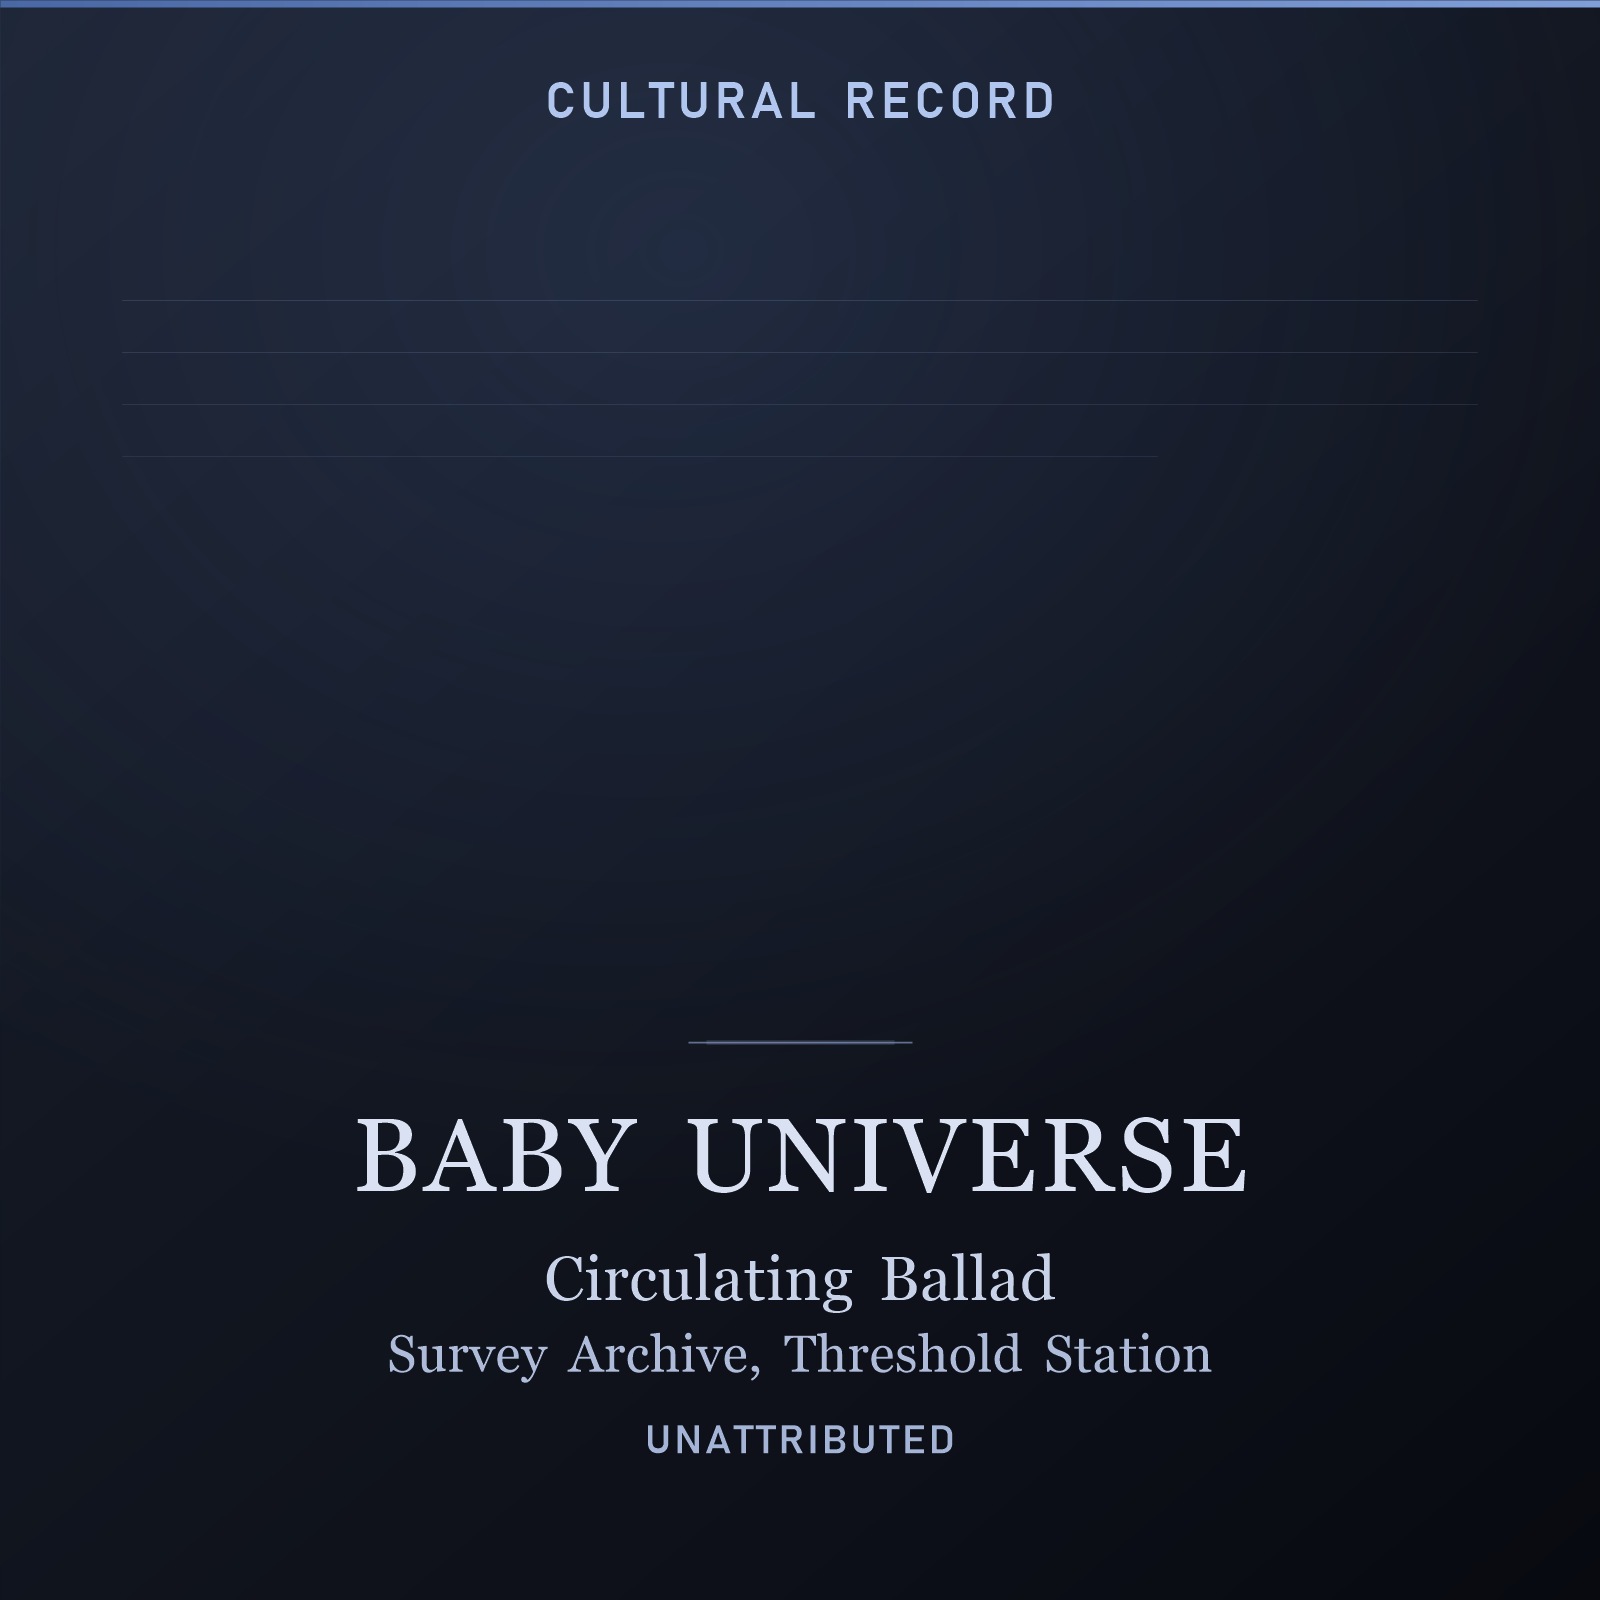 CULTURAL RECORD
BABY UNIVERSE
Circulating Ballad
Survey Archive, Threshold Station
UNATTRIBUTED